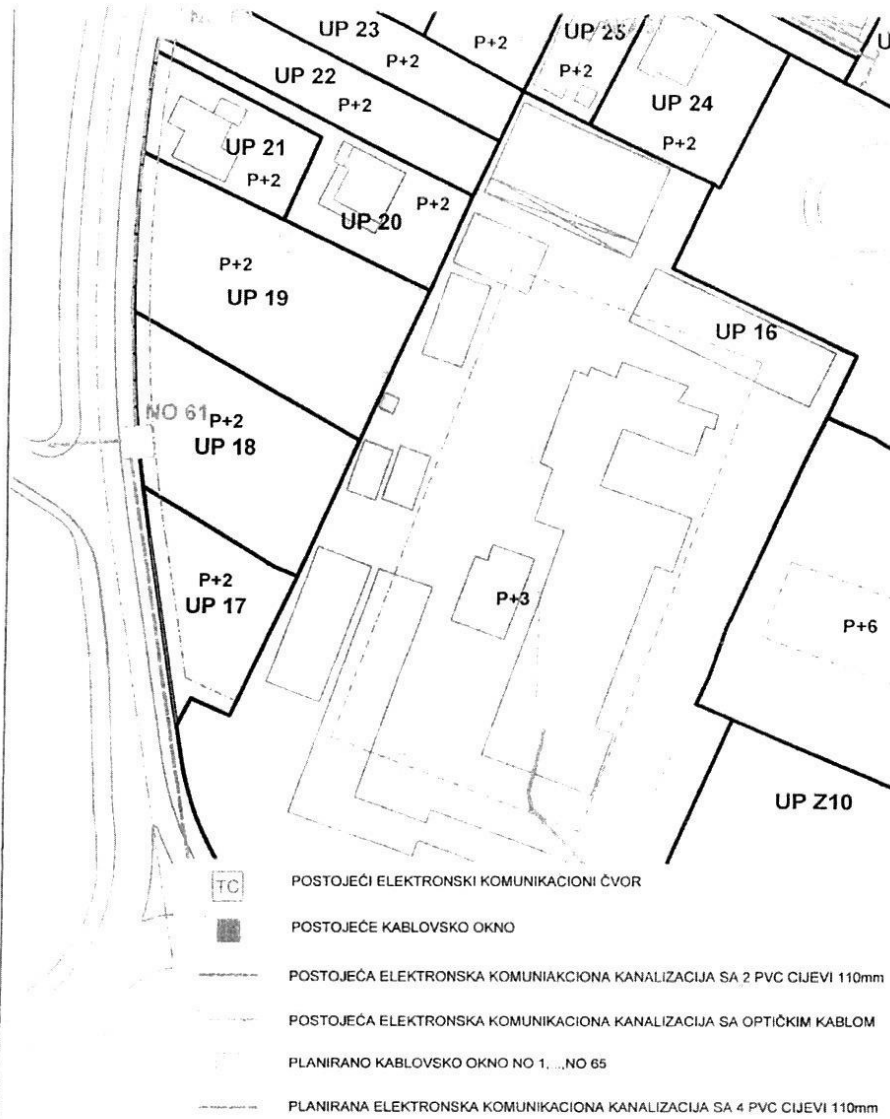 UP 23
P+2
UP 25
P+2
P+2
UP 22
P+2
UP 24
P+2
UP 21
P+2
UP 20
P+2
P+2
UP 19
UP 16
NO 61
P+2
UP 18
P+2
UP 17
P+3
P+6
UP Z10
TC
POSTOJEĆI ELEKTRONSKI KOMUNIKACIONI ČVOR
POSTOJEĆE KABLOVSKO OKNO
POSTOJEĆA ELEKTRONSKA KOMUNIAKCIONA KANALIZACIJA SA 2 PVC CIJEVI 110mm
POSTOJEĆA ELEKTRONSKA KOMUNIKACIONA KANALIZACIJA SA OPTIČKIM KABLOM
PLANIRANO KABLOVSKO OKNO NO 1, ..,NO 65
PLANIRANA ELEKTRONSKA KOMUNIKACIONA KANALIZACIJA SA 4 PVC CIJEVI 110mm